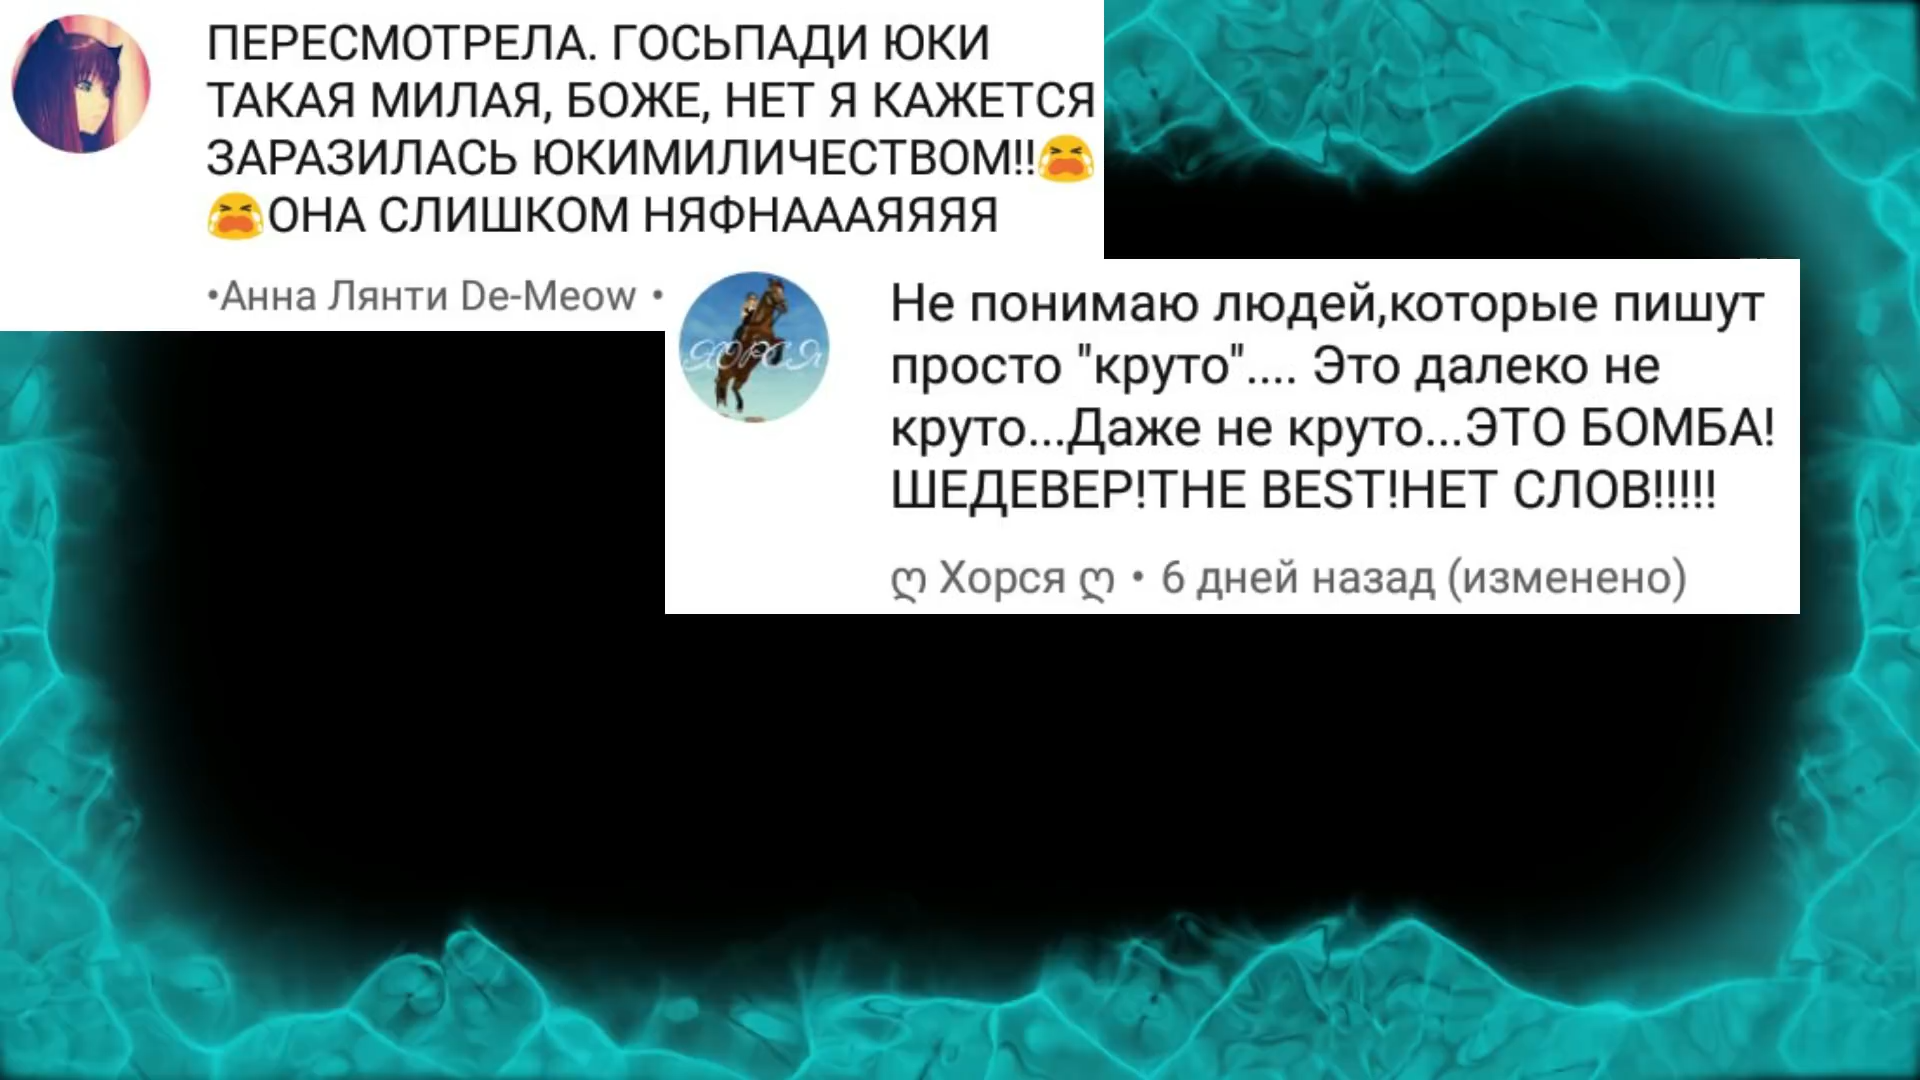 ПЕРЕСМОТРЕЛА. ГОСЬПАДИ ЮКИ
ТАКАЯ МИЛАЯ, БОЖЕ, НЕТ Я КАЖЕТСЯ
ЗАРАЗИЛАСЬ ЮКИМИЛИЧЕСТВОМ!!😭
😭ОНА СЛИШКОМ НЯФНАААЯЯЯЯ
•Анна Лянти De-Meow •
Не понимаю людей,которые пишут
просто "круто".... Это далеко не
круто...Даже не круто...ЭТО БОМБА!
ШЕДЕВЕР!THE BEST!НЕТ СЛОВ!!!!!
ღ Хорся ღ • 6 дней назад (изменено)
ХОРСЯ